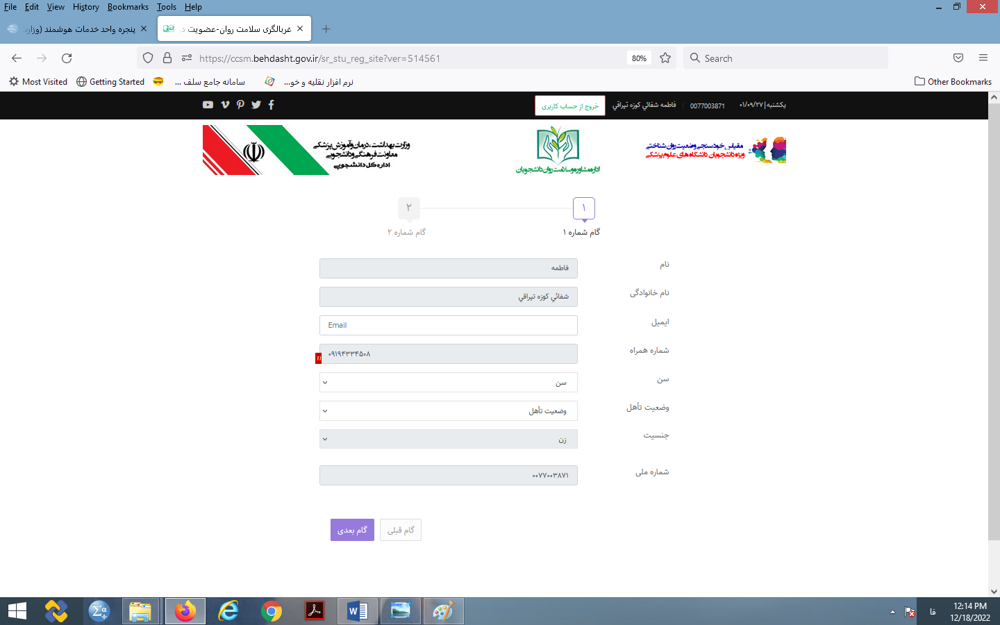 File Edit View History Bookmarks Tools Help
پنجره واحد خدمات هوشمند (وزارت
غربالگری سلامت روان-عضویت در
https://ccsm.behdasht.gov.ir/sr_stu_reg_site?ver=514561
80%
Search
Most Visited
Getting Started
سامانه جامع سلف ...
نرم افزار نقلیه و خو...
Other Bookmarks
یکشنبه|۰۱/۰۹/۲۷
0077003871
فاطمه شفائي کوزه تپراقي
خروج از حساب کاربری
مقیاس خودسنجی وضعیت روان شناختی
ویژه دانشجویان دانشگاه های علوم پزشکی
اداره مشاوره و سلامت روان دانشجویان
وزارت بهداشت، درمان و آموزش پزشکی
معاونت فرهنگی و دانشجویی
اداره کل دانشجویی
۱
۲
گام شماره ۱
گام شماره ۲
نام
فاطمه
نام خانوادگی
شفائي کوزه تپراقي
ایمیل
Email
شماره همراه
۰۹۱۹۴۳۳۴۵۰۸
سن
سن
وضعیت تأهل
وضعیت تأهل
جنسیت
زن
شماره ملی
۰۰۷۷۰۰۳۸۷۱
گام قبلی
گام بعدی
فا
12:14 PM
12/18/2022